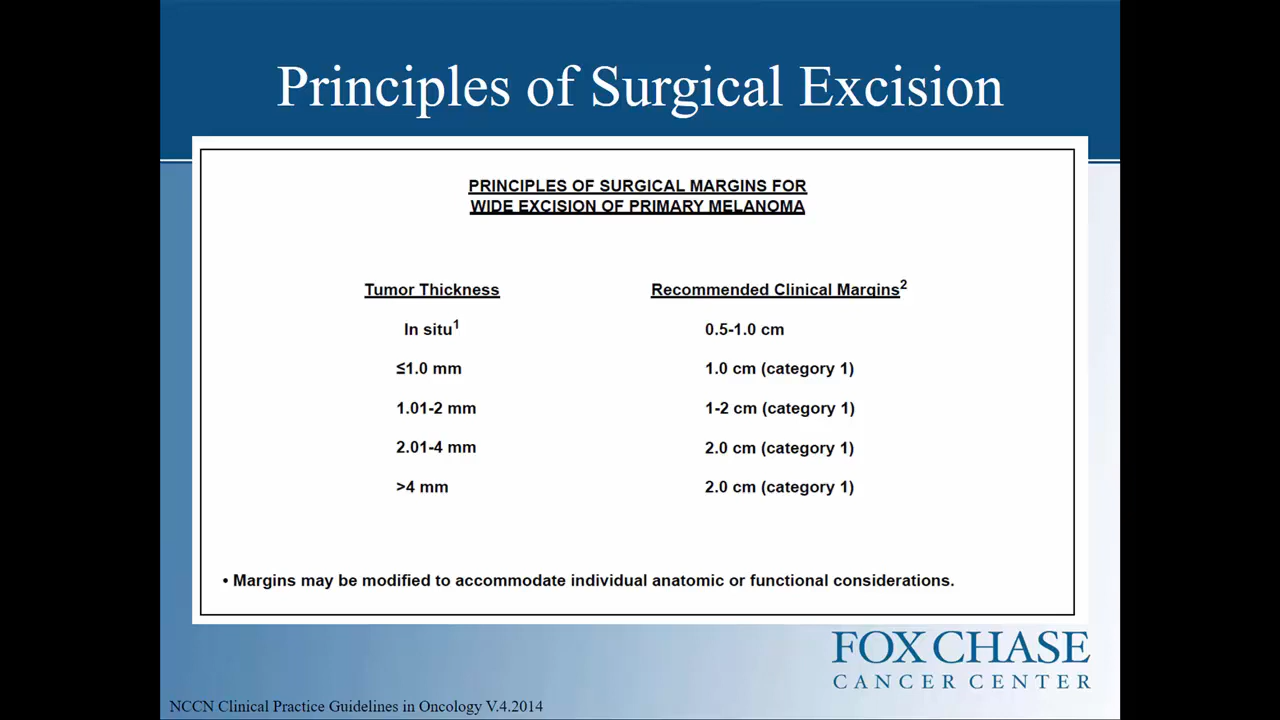 Principles of Surgical Excision
PRINCIPLES OF SURGICAL MARGINS FOR
WIDE EXCISION OF PRIMARY MELANOMA
Tumor Thickness Recommended Clinical Margins²
In situ¹ 0.5-1.0 cm
≤1.0 mm 1.0 cm (category 1)
1.01-2 mm 1-2 cm (category 1)
2.01-4 mm 2.0 cm (category 1)
>4 mm 2.0 cm (category 1)
• Margins may be modified to accommodate individual anatomic or functional considerations.
FOX CHASE
CANCER CENTER
NCCN Clinical Practice Guidelines in Oncology V.4.2014